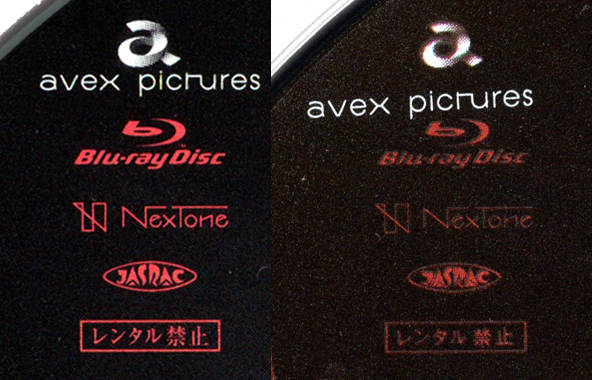 a
avex pictures
Blu-ray Disc
NexTone
JASRAC
レンタル禁止
a
avex pictures
Blu-ray Disc
NexTone
JASRAC
レンタル禁止